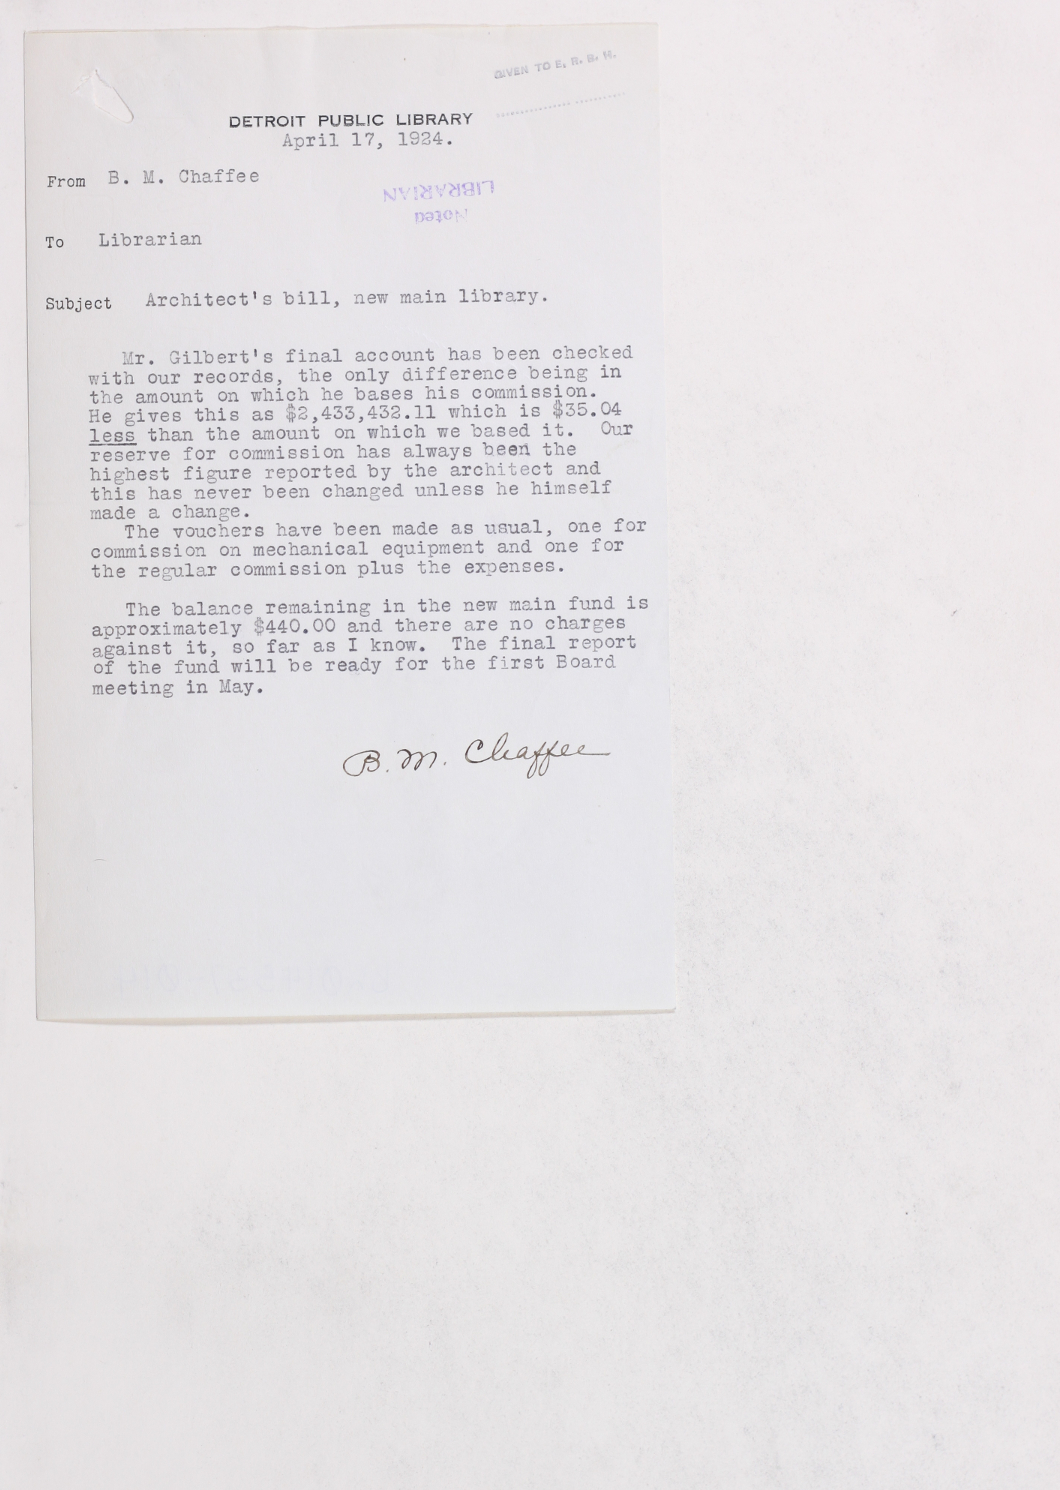 GIVEN TO E. R. B. H.
DETROIT PUBLIC LIBRARY
April 17, 1924.
From B. M. Chaffee
Noted
LIBRARIAN
To Librarian
Subject Architect's bill, new main library.
Mr. Gilbert's final account has been checked
with our records, the only difference being in
the amount on which he bases his commission.
He gives this as $2,433,432.11 which is $35.04
less than the amount on which we based it. Our
reserve for commission has always been the
highest figure reported by the architect and
this has never been changed unless he himself
made a change.
The vouchers have been made as usual, one for
commission on mechanical equipment and one for
the regular commission plus the expenses.
The balance remaining in the new main fund is
approximately $440.00 and there are no charges
against it, so far as I know. The final report
of the fund will be ready for the first Board
meeting in May.
B. M. Chaffee